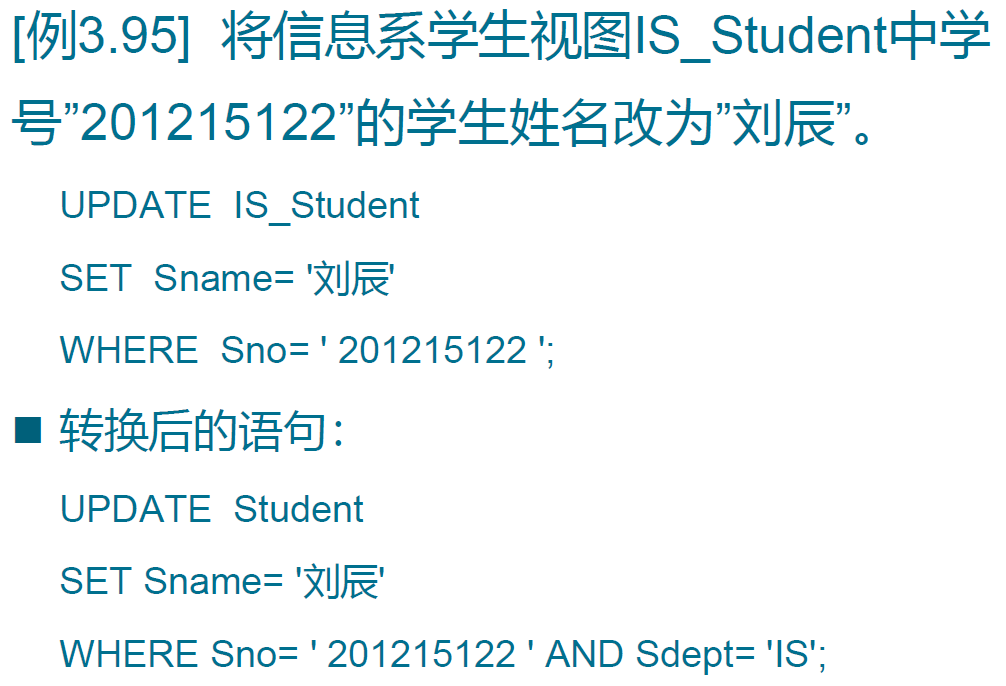 [例3.95] 将信息系学生视图IS_Student中学
号”201215122”的学生姓名改为”刘辰”。
UPDATE IS_Student
SET Sname= '刘辰'
WHERE Sno= ' 201215122 ';
■ 转换后的语句：
UPDATE Student
SET Sname= '刘辰'
WHERE Sno= ' 201215122 ' AND Sdept= 'IS';